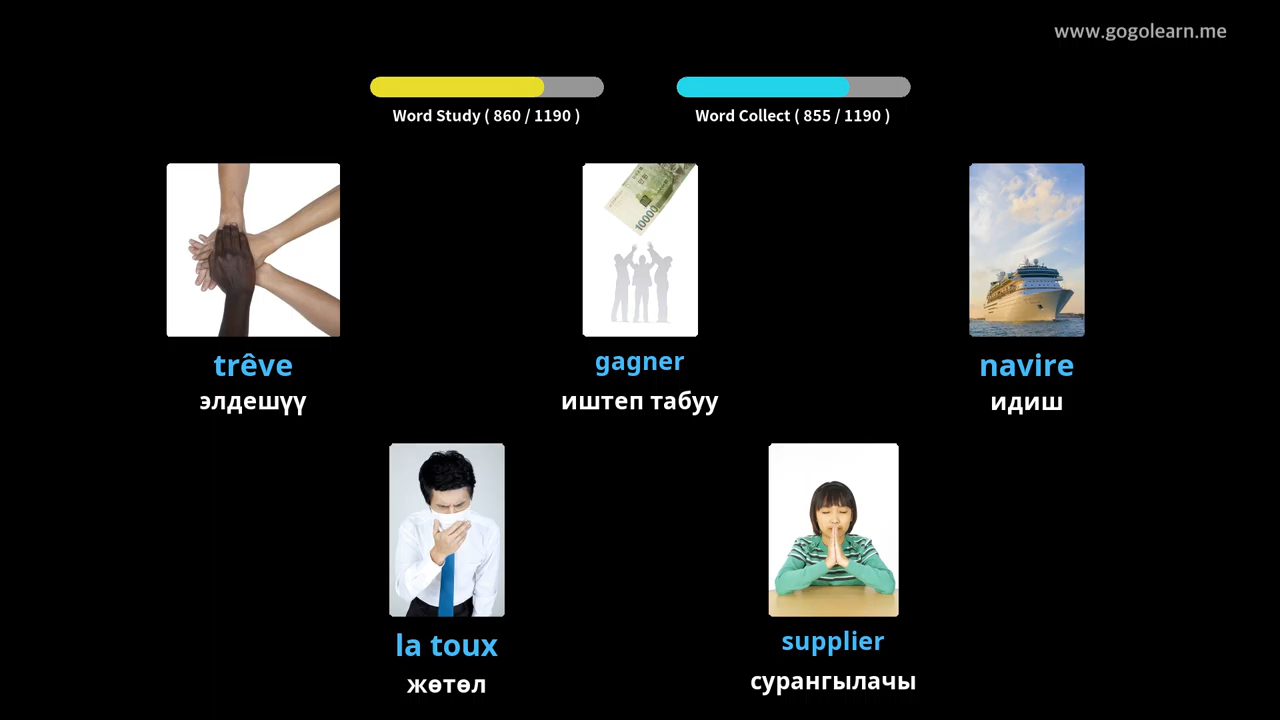 www.gogolearn.me
Word Study ( 860 / 1190 )
Word Collect ( 855 / 1190 )
10000
trêve
элдешүү
gagner
иштеп табуу
navire
идиш
la toux
жөтөл
supplier
сурангылачы